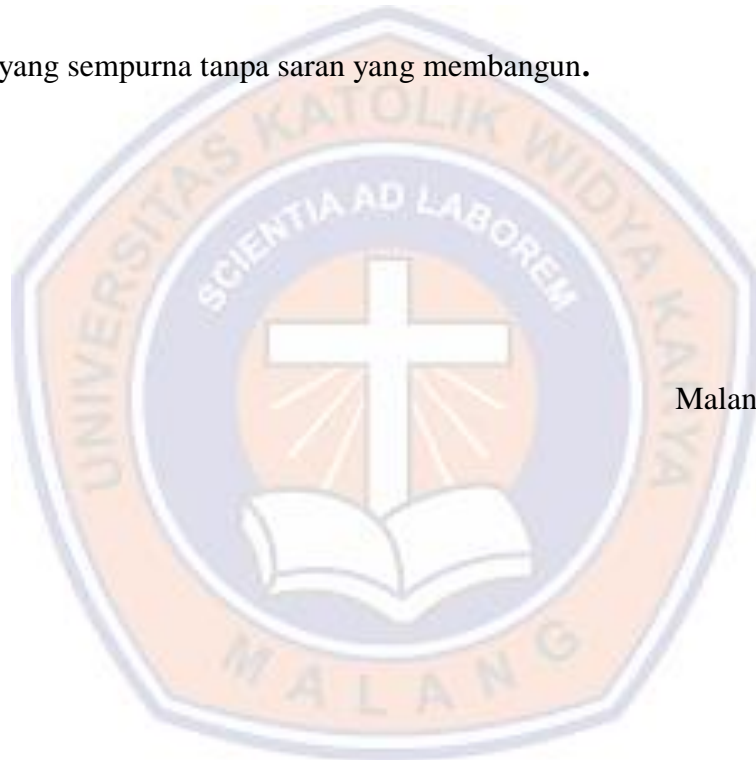 yang sempurna tanpa saran yang membangun.
UNIVERSITAS KATOLIK WIDYA KARYA
SCIENTIA AD LABOREM
Malan
MALANG